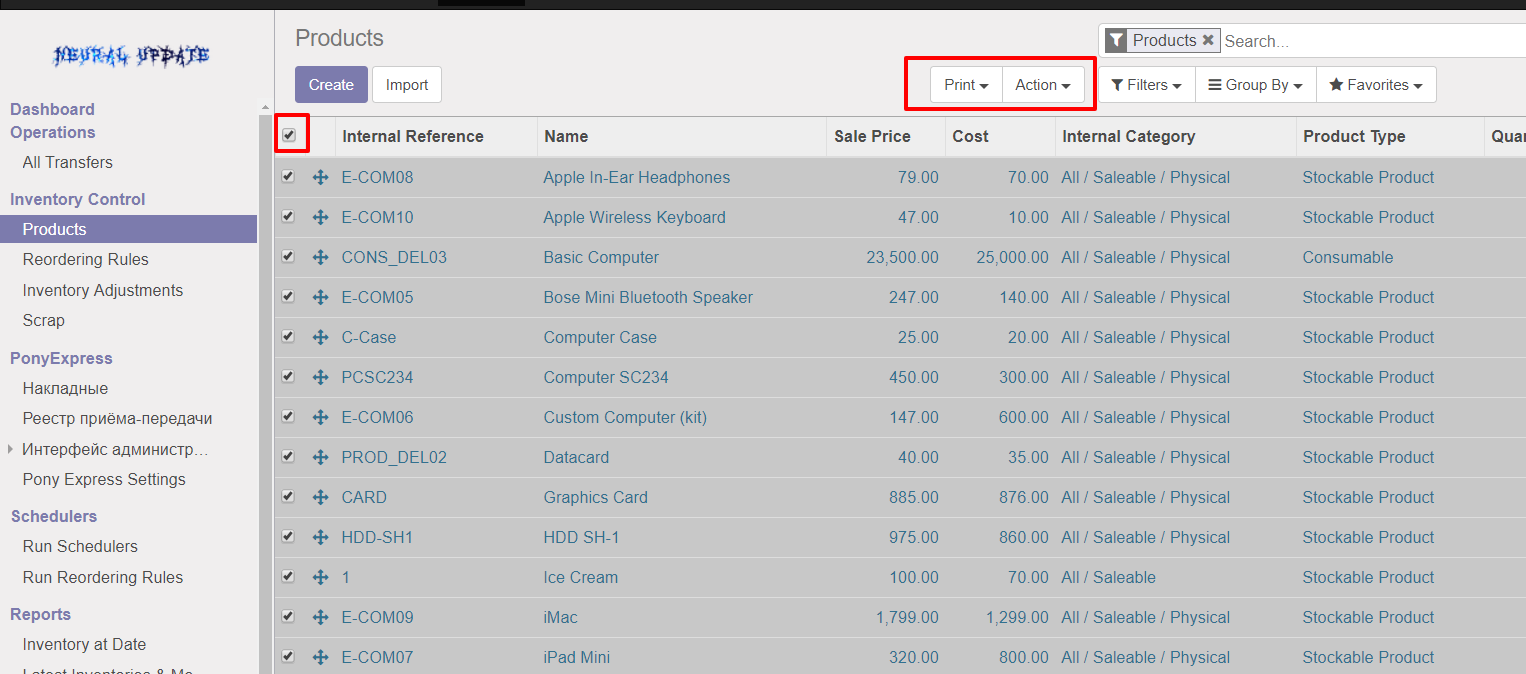 NEURAL UPDATE
Dashboard
Operations
All Transfers
Inventory Control
Products
Reordering Rules
Inventory Adjustments
Scrap
PonyExpress
Накладные
Реестр приёма-передачи
Интерфейс администр...
Pony Express Settings
Schedulers
Run Schedulers
Run Reordering Rules
Reports
Inventory at Date
Products
Products Search...
Create Import Print Action Filters Group By Favorites
Internal Reference Name Sale Price Cost Internal Category Product Type Quan
E-COM08 Apple In-Ear Headphones 79.00 70.00 All / Saleable / Physical Stockable Product
E-COM10 Apple Wireless Keyboard 47.00 10.00 All / Saleable / Physical Stockable Product
CONS_DEL03 Basic Computer 23,500.00 25,000.00 All / Saleable / Physical Consumable
E-COM05 Bose Mini Bluetooth Speaker 247.00 140.00 All / Saleable / Physical Stockable Product
C-Case Computer Case 25.00 20.00 All / Saleable / Physical Stockable Product
PCSC234 Computer SC234 450.00 300.00 All / Saleable / Physical Stockable Product
E-COM06 Custom Computer (kit) 147.00 600.00 All / Saleable / Physical Stockable Product
PROD_DEL02 Datacard 40.00 35.00 All / Saleable / Physical Stockable Product
CARD Graphics Card 885.00 876.00 All / Saleable / Physical Stockable Product
HDD-SH1 HDD SH-1 975.00 860.00 All / Saleable / Physical Stockable Product
1 Ice Cream 100.00 70.00 All / Saleable Stockable Product
E-COM09 iMac 1,799.00 1,299.00 All / Saleable / Physical Stockable Product
E-COM07 iPad Mini 320.00 800.00 All / Saleable / Physical Stockable Product